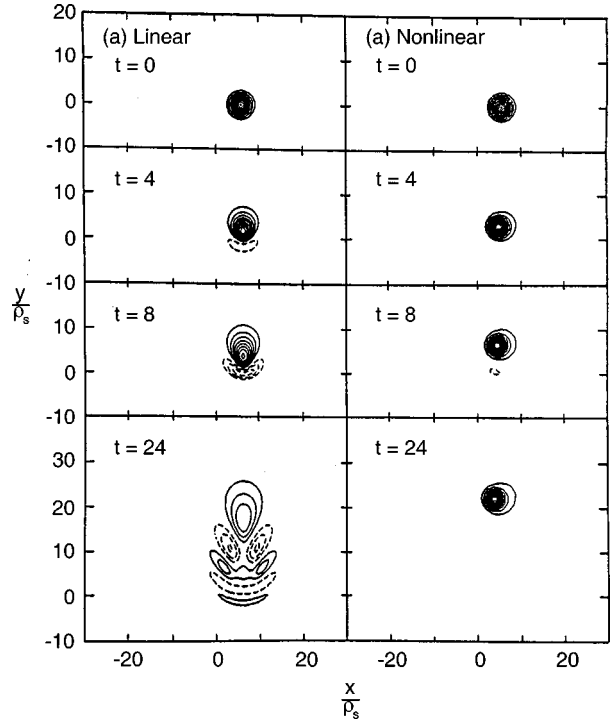 20
10
0
-10
10
0
-10
10
0
-10
30
20
10
0
-10
y
ρs
(a) Linear
t = 0
t = 4
t = 8
t = 24
(a) Nonlinear
t = 0
t = 4
t = 8
t = 24
-20 0 20
-20 0 20
x
ρs